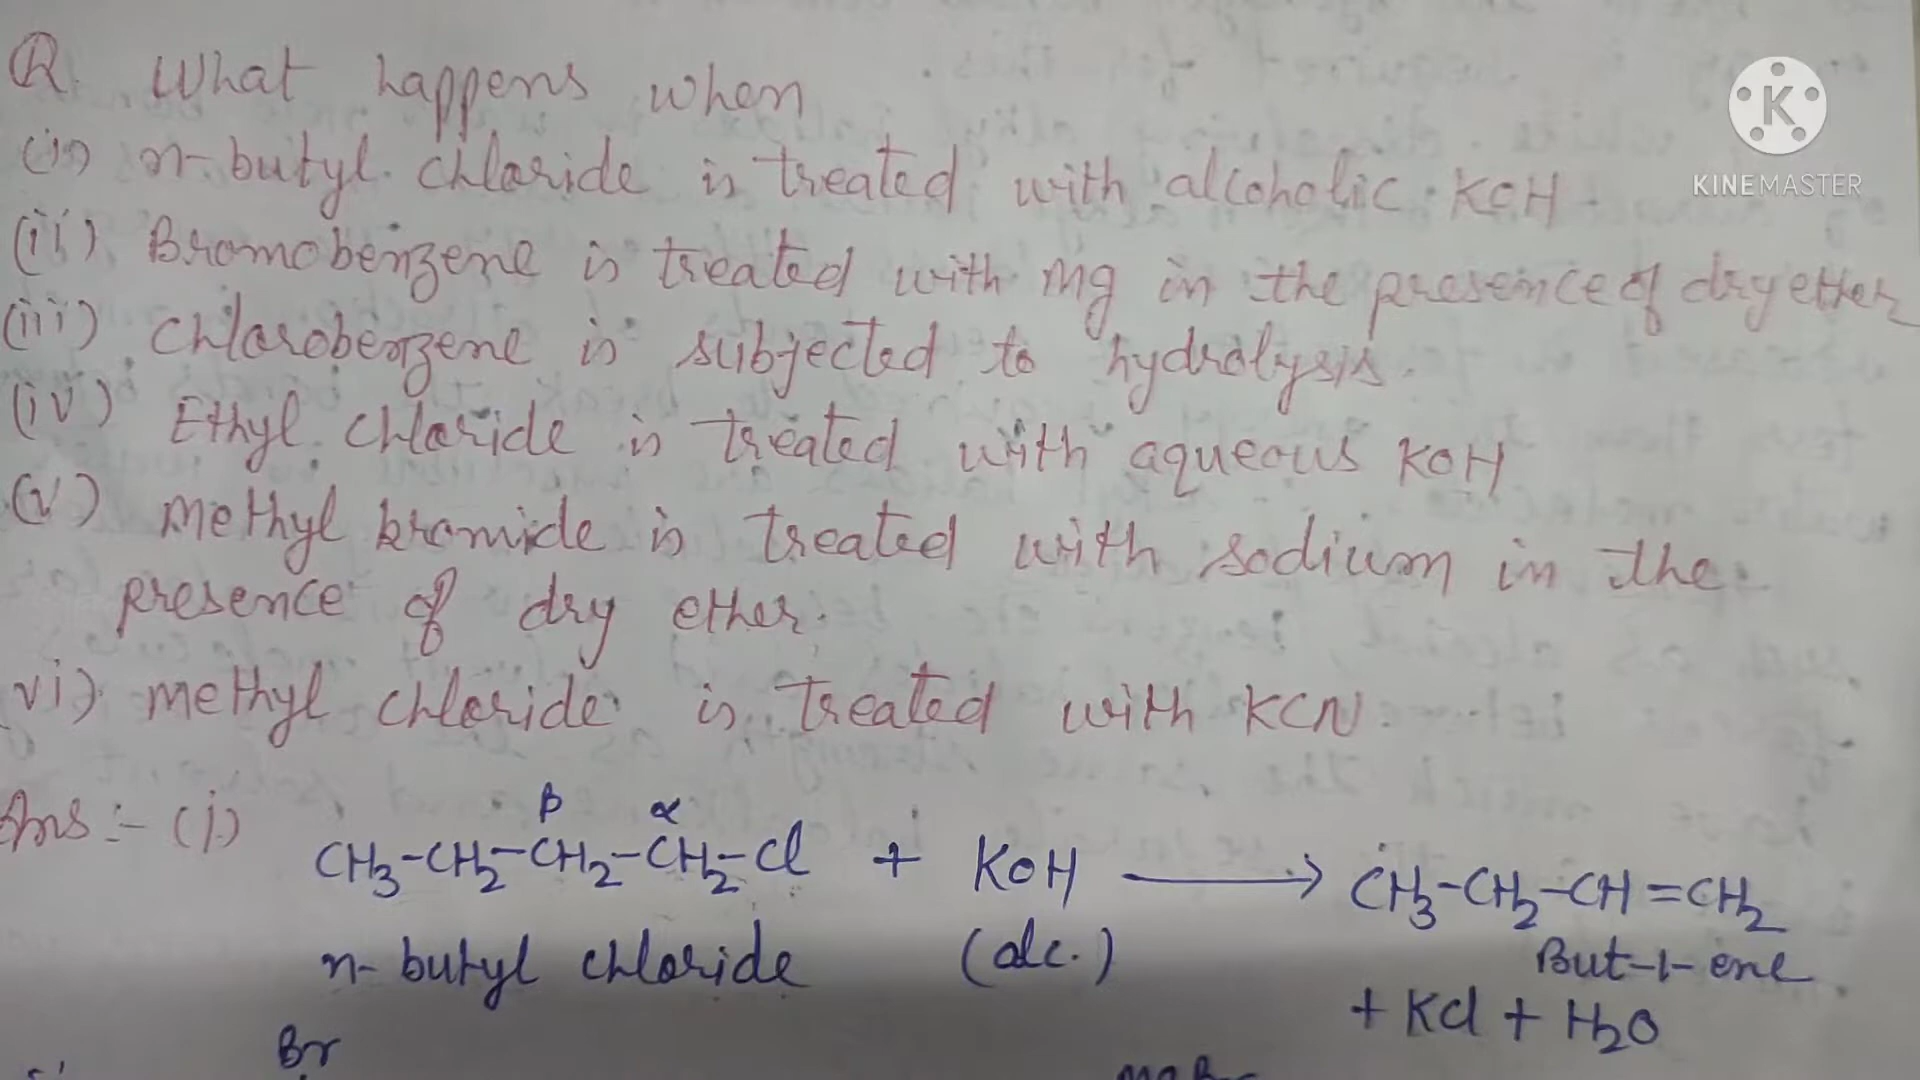 Q. What happens when
(i) n-butyl chloride is treated with alcoholic KOH.
(ii) Bromobenzene is treated with Mg in the presence of dry ether
(iii) Chlorobenzene is subjected to hydrolysis.
(iv) Ethyl chloride is treated with aqueous KOH
(v) Methyl bromide is treated with sodium in the
presence of dry ether.
vi) Methyl chloride is treated with KCN.
Ans :- (i)
β α
CH₃-CH₂-CH₂-CH₂-Cl + KOH ⟶ CH₃-CH₂-CH=CH₂
n-butyl chloride (alc.) But-1-ene
+ KCl + H₂O
Br
K
KINEMASTER